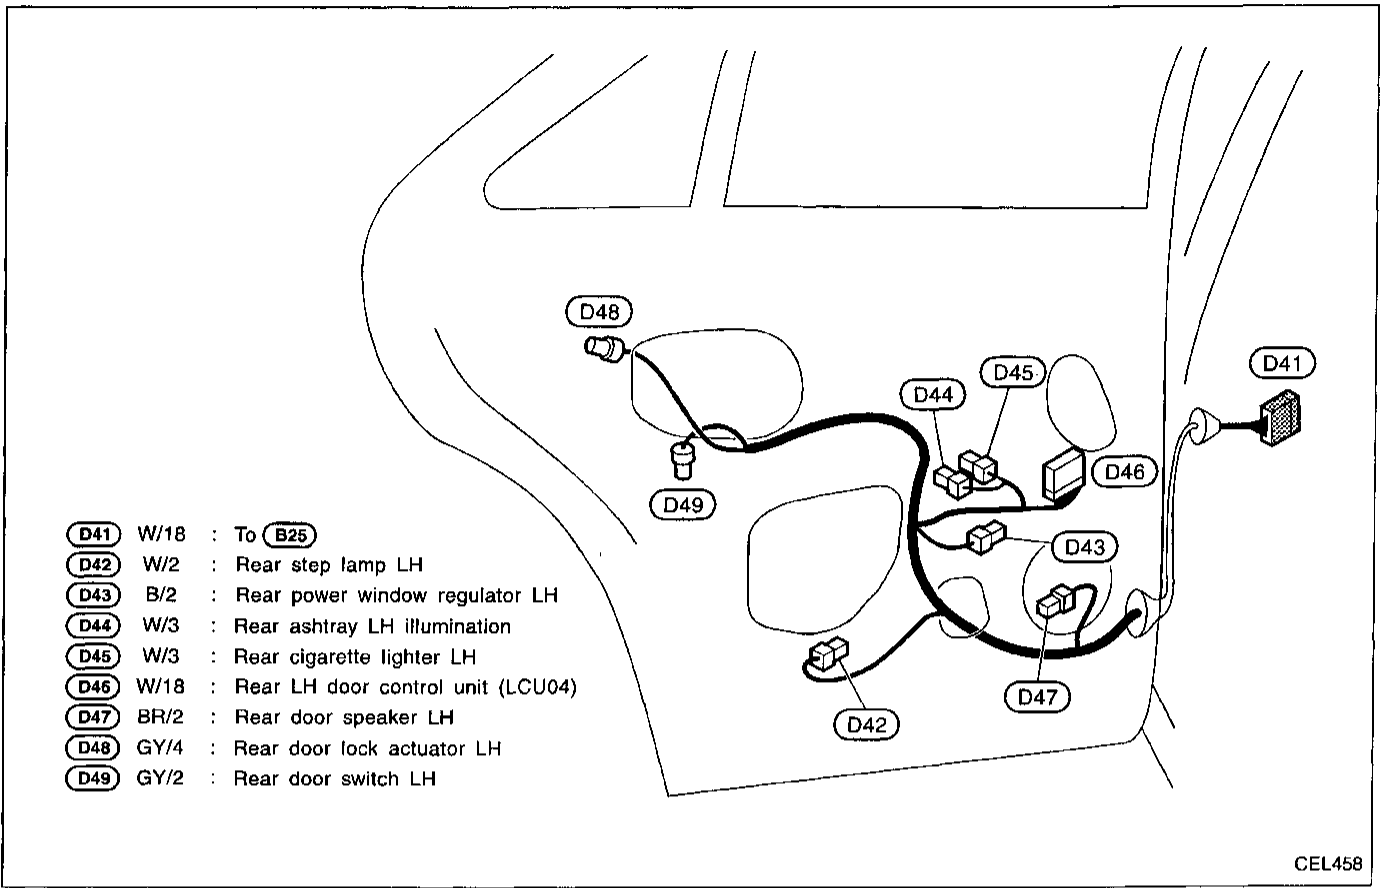 D48
D45
D41
D44
D46
D49
D43
D47
D42
D41 W/18 : To B25
D42 W/2 : Rear step lamp LH
D43 B/2 : Rear power window regulator LH
D44 W/3 : Rear ashtray LH illumination
D45 W/3 : Rear cigarette lighter LH
D46 W/18 : Rear LH door control unit (LCU04)
D47 BR/2 : Rear door speaker LH
D48 GY/4 : Rear door lock actuator LH
D49 GY/2 : Rear door switch LH
CEL458